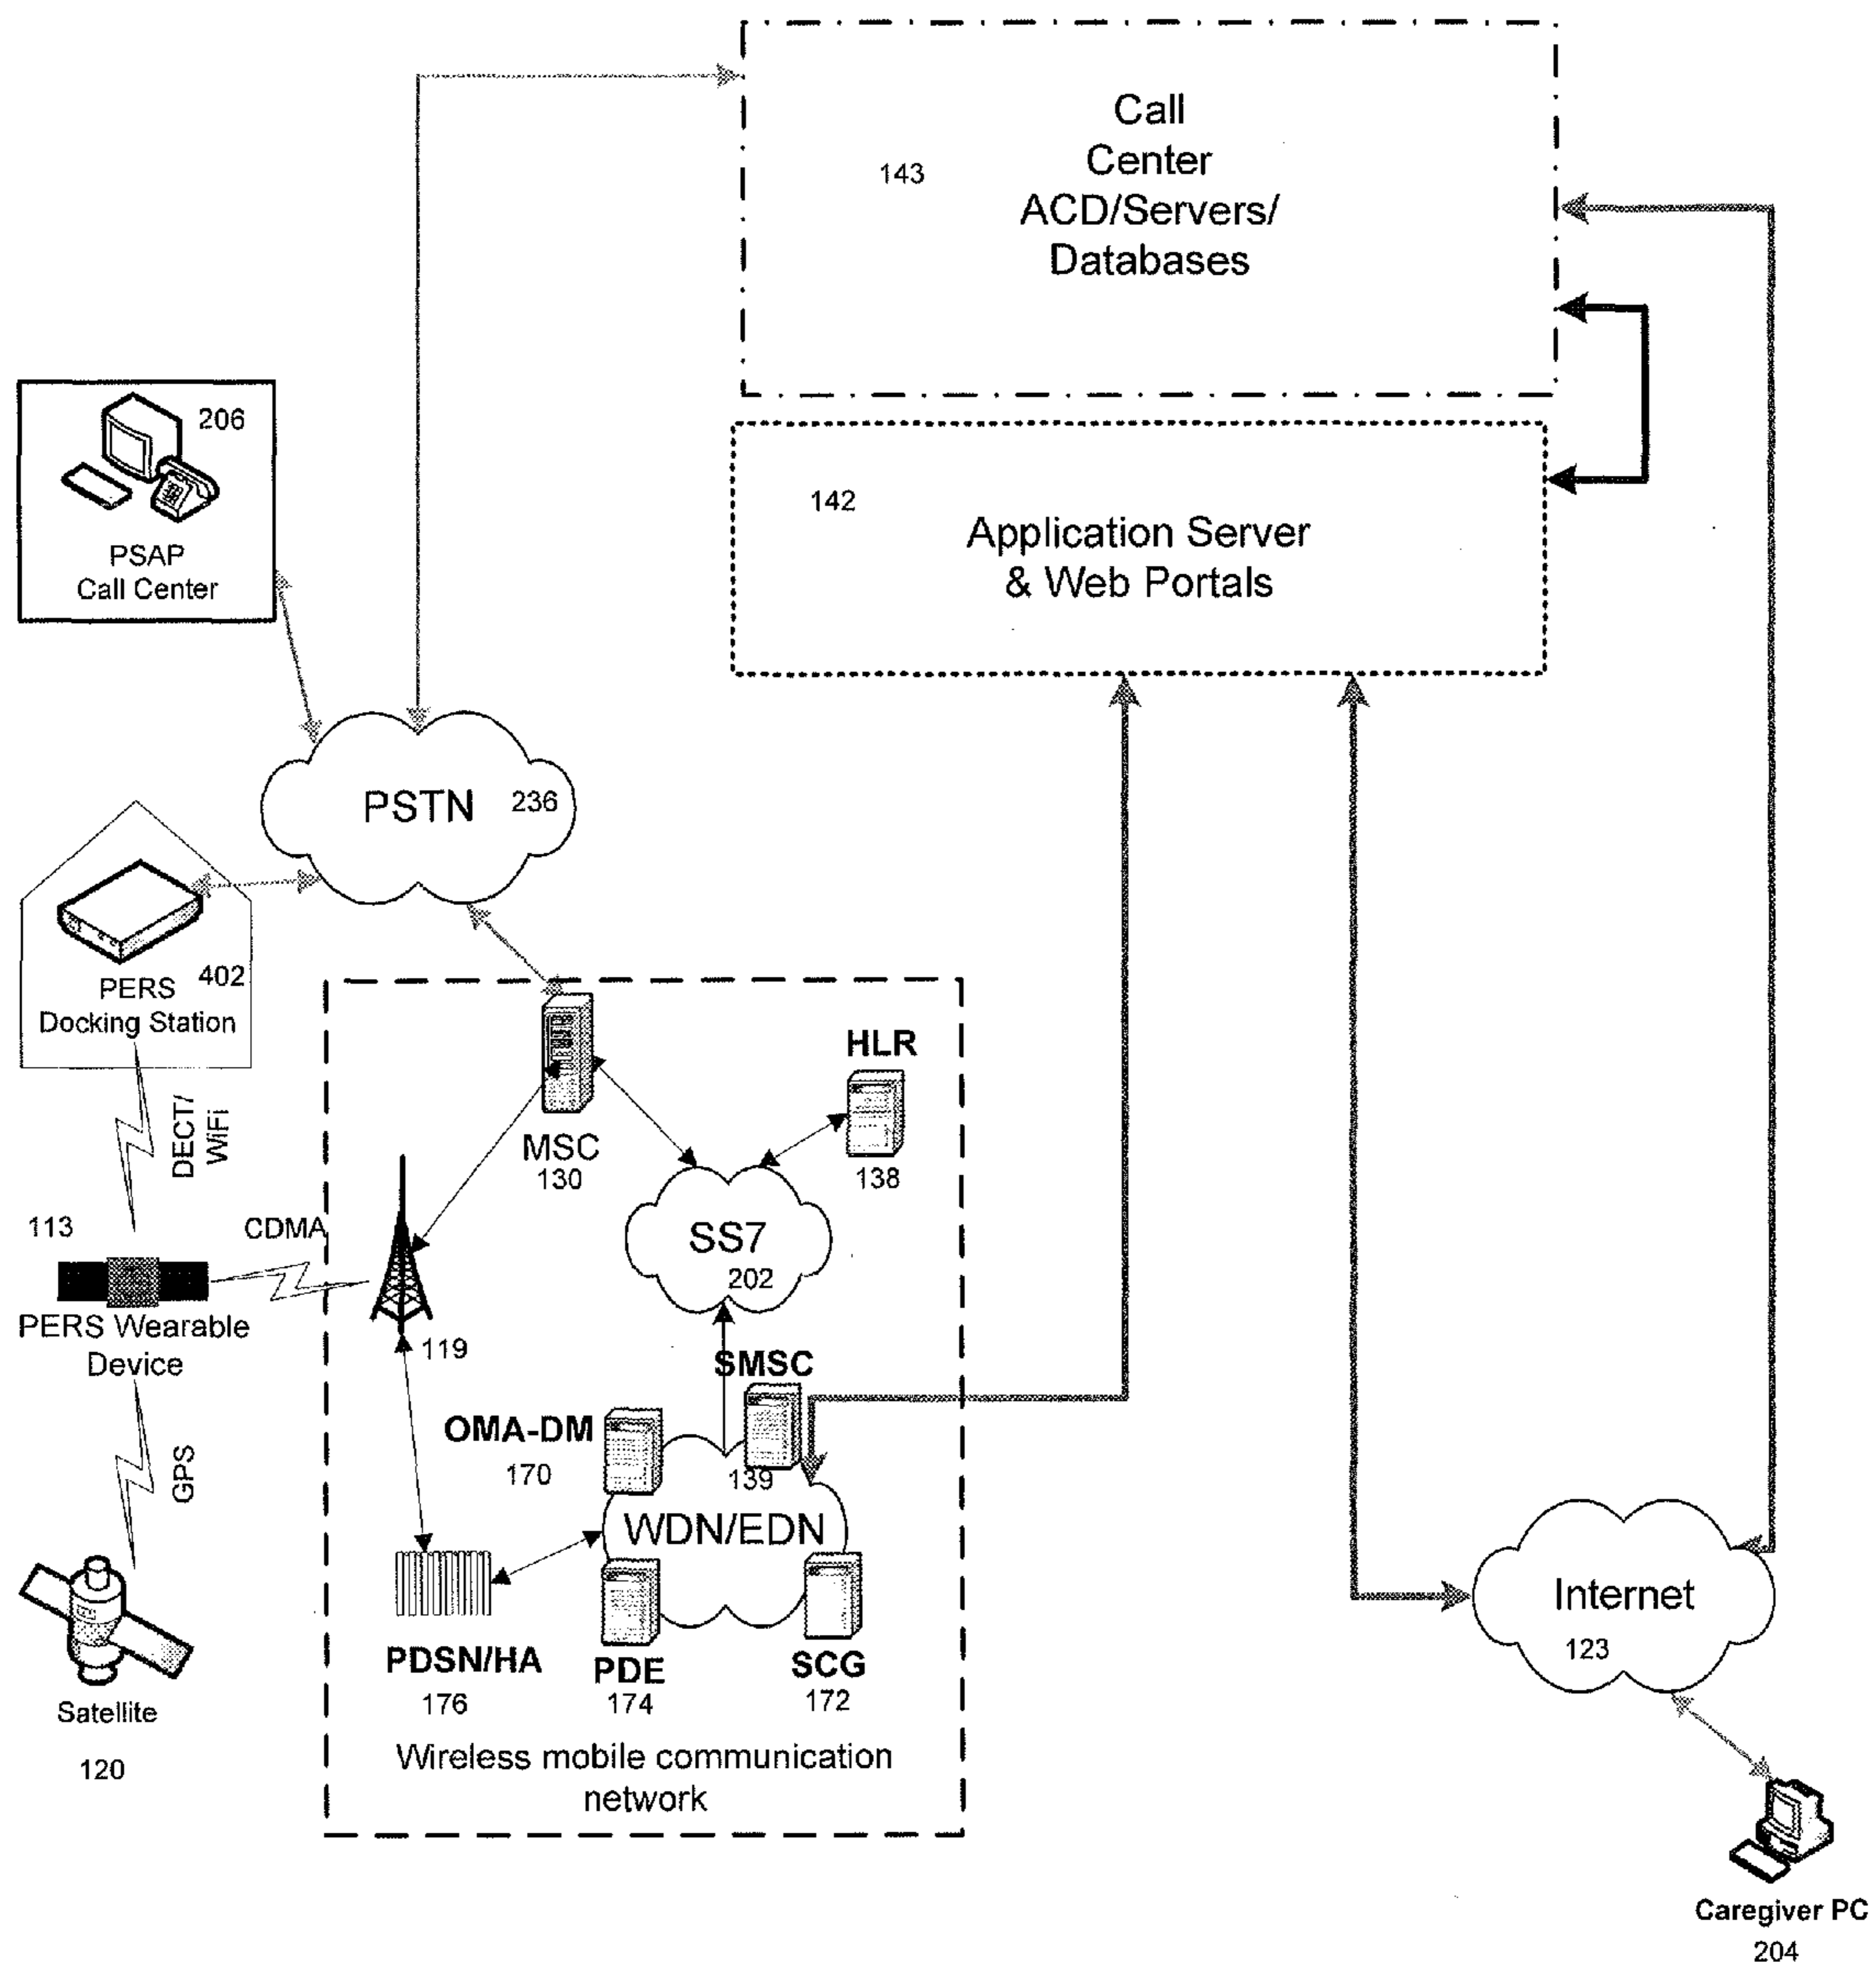 Call
Center
ACD/Servers/
Databases
143
206
PSAP
Call Center
142
Application Server
& Web Portals
PSTN
236
402
PERS
Docking Station
DECT/
WiFi
MSC
130
HLR
138
SS7
202
113
CDMA
PERS Wearable
Device
119
GPS
SMSC
139
OMA-DM
170
WDN/EDN
PDSN/HA
176
PDE
174
SCG
172
Wireless mobile communication
network
Satellite
120
Internet
123
Caregiver PC
204